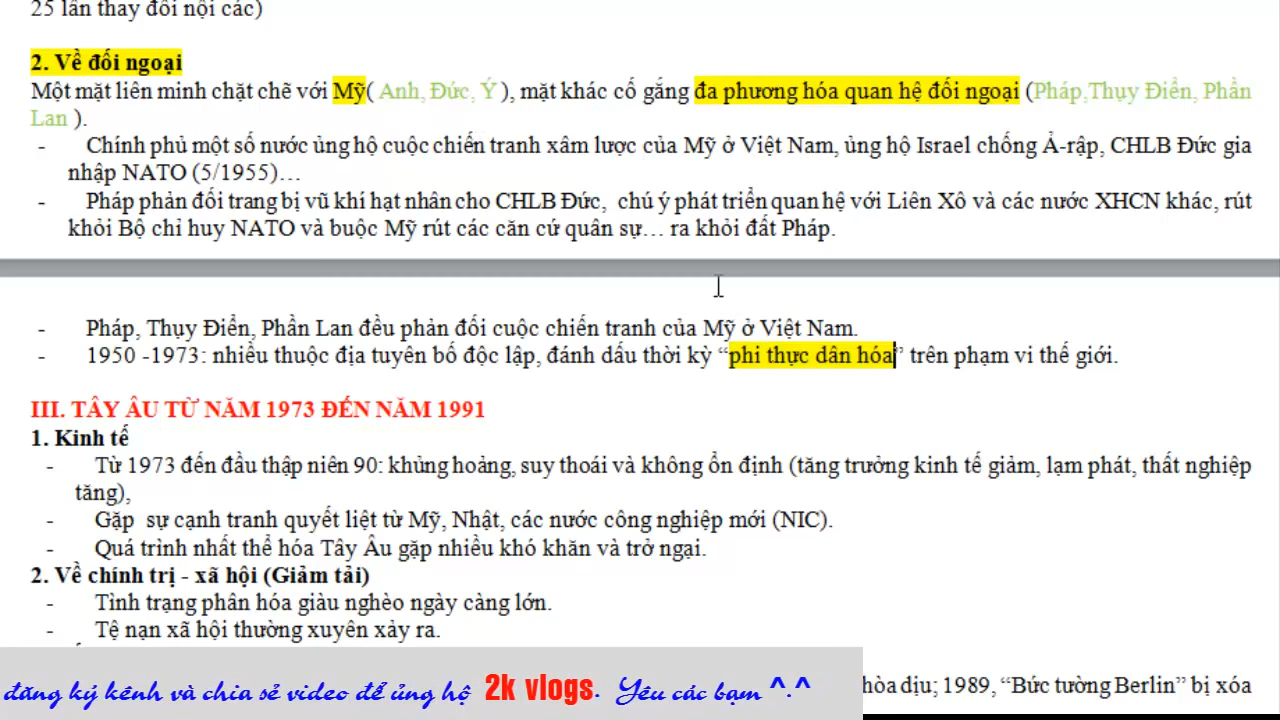 25 lần thay đổi nội các)
2. Về đối ngoại
Một mặt liên minh chặt chẽ với Mỹ( Anh, Đức, Ý ), mặt khác cố gắng đa phương hóa quan hệ đối ngoại (Pháp,Thụy Điển, Phần
Lan ).
- Chính phủ một số nước ủng hộ cuộc chiến tranh xâm lược của Mỹ ở Việt Nam, ủng hộ Israel chống Ả-rập, CHLB Đức gia
nhập NATO (5/1955)…
- Pháp phản đối trang bị vũ khí hạt nhân cho CHLB Đức, chú ý phát triển quan hệ với Liên Xô và các nước XHCN khác, rút
khỏi Bộ chỉ huy NATO và buộc Mỹ rút các căn cứ quân sự… ra khỏi đất Pháp.
- Pháp, Thụy Điển, Phần Lan đều phản đối cuộc chiến tranh của Mỹ ở Việt Nam.
- 1950 -1973: nhiều thuộc địa tuyên bố độc lập, đánh dấu thời kỳ “phi thực dân hóa” trên phạm vi thế giới.
III. TÂY ÂU TỪ NĂM 1973 ĐẾN NĂM 1991
1. Kinh tế
- Từ 1973 đến đầu thập niên 90: khủng hoảng, suy thoái và không ổn định (tăng trưởng kinh tế giảm, lạm phát, thất nghiệp
tăng),
- Gặp sự cạnh tranh quyết liệt từ Mỹ, Nhật, các nước công nghiệp mới (NIC).
- Quá trình nhất thể hóa Tây Âu gặp nhiều khó khăn và trở ngại.
2. Về chính trị - xã hội (Giảm tải)
- Tình trạng phân hóa giàu nghèo ngày càng lớn.
- Tệ nạn xã hội thường xuyên xảy ra.
hòa dịu; 1989, “Bức tường Berlin” bị xóa
đăng ký kênh và chia sẻ video để ủng hộ 2k vlogs. Yêu các bạm ^.^